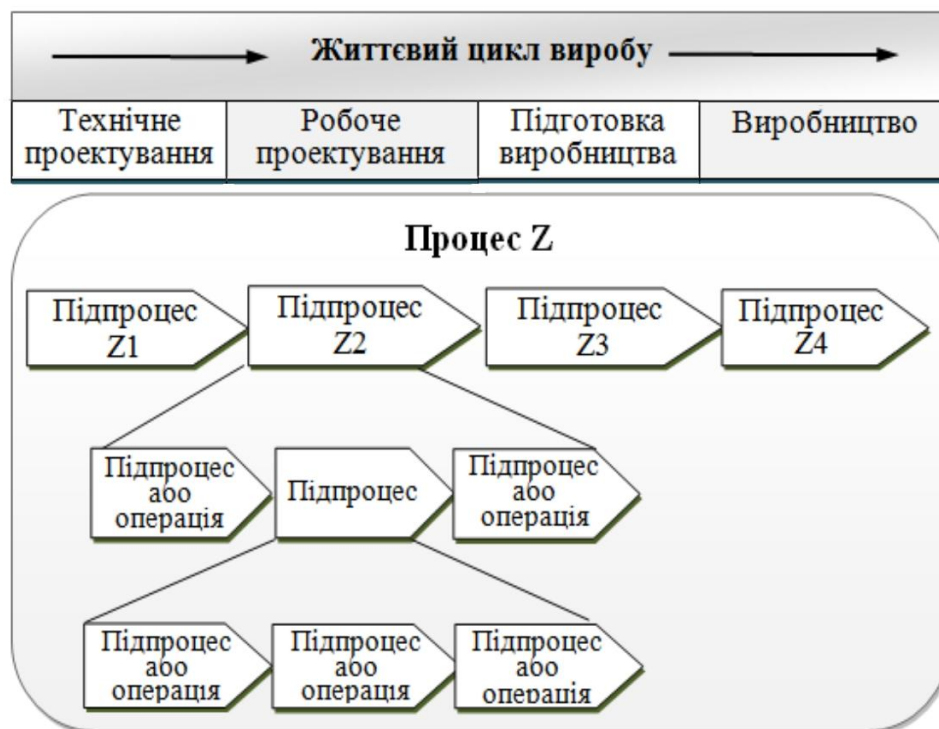 Життєвий цикл виробу
Технічне
проектування
Робоче
проектування
Підготовка
виробництва
Виробництво
Процес Z
Підпроцес
Z1
Підпроцес
Z2
Підпроцес
Z3
Підпроцес
Z4
Підпроцес
або
операція
Підпроцес
Підпроцес
або
операція
Підпроцес
або
операція
Підпроцес
або
операція
Підпроцес
або
операція